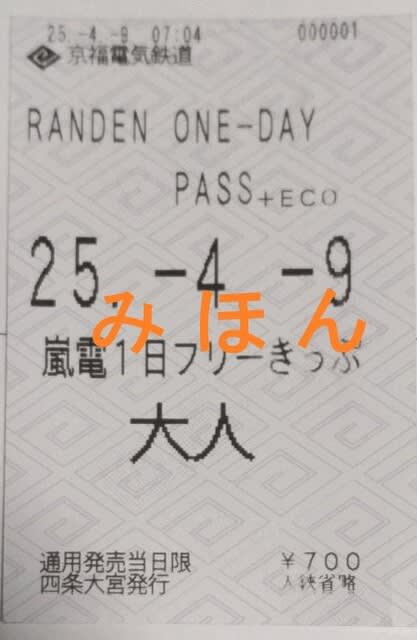 25.-4.-9 07:04 000001
京福電気鉄道
RANDEN ONE-DAY
PASS+ECO
25.-4.-9
みほん
嵐電1日フリーきっぷ
大人
通用発売当日限 ¥700
四条大宮発行 入鋏省略